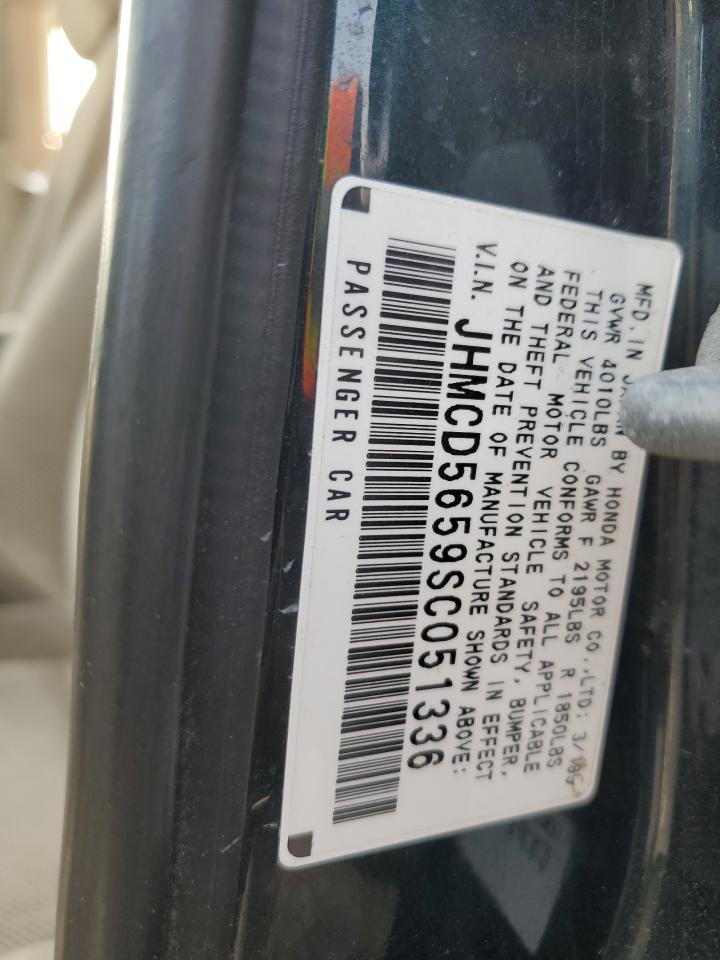 MFD. IN JAPAN BY HONDA MOTOR CO.,LTD: 3/'95
GVWR 4010LBS GAWR F 2195LBS R 1850LBS
THIS VEHICLE CONFORMS TO ALL APPLICABLE
FEDERAL MOTOR VEHICLE SAFETY, BUMPER,
AND THEFT PREVENTION STANDARDS IN EFFECT
ON THE DATE OF MANUFACTURE SHOWN ABOVE:
V.I.N. JHMCD5659SC051336
PASSENGER CAR